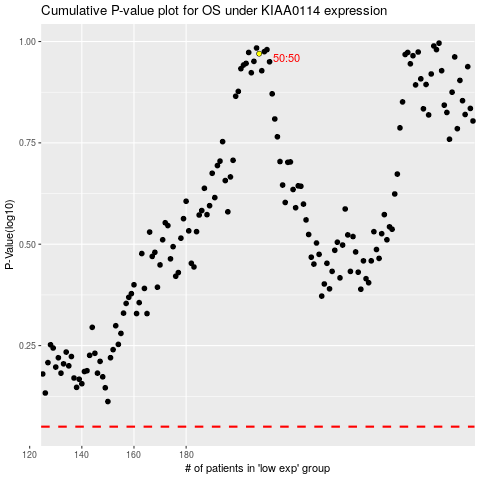 Cumulative P-value plot for OS under KIAA0114 expression
1.00
50:50
0.75
P-Value(log10)
0.50
0.25
120 140 160 180
# of patients in 'low exp' group